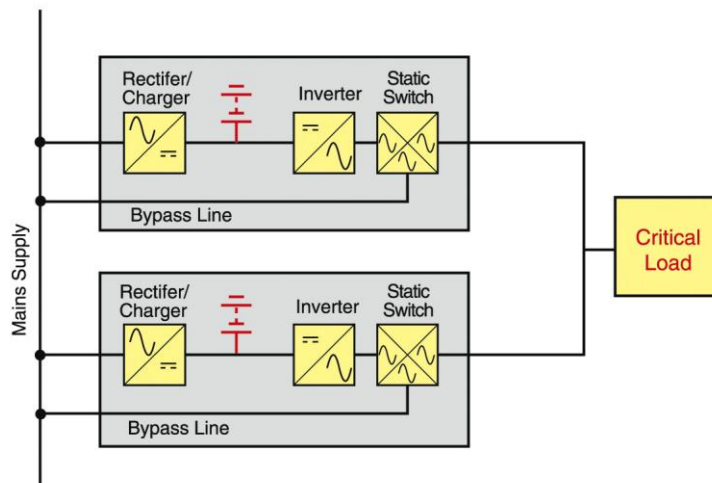 Rectifer/
Charger
Inverter
Static
Switch
Bypass Line
Mains Supply
Critical
Load
Rectifer/
Charger
Inverter
Static
Switch
Bypass Line